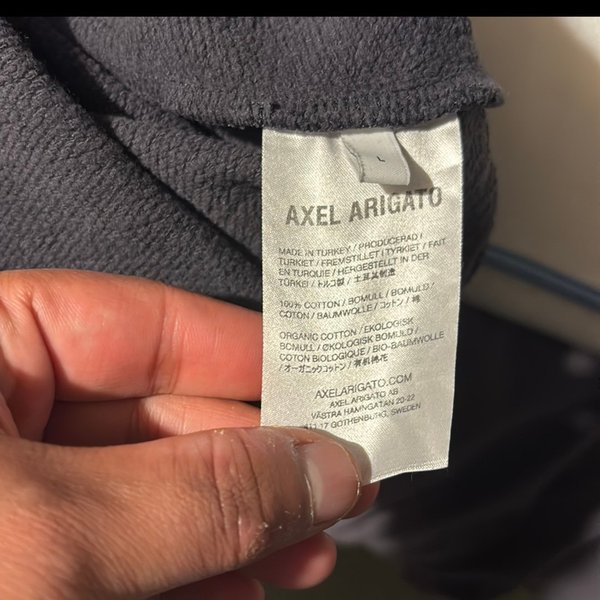 L
AXEL ARIGATO
MADE IN TURKEY / PRODUCERAD I
TURKIET / FREMSTILLET I TYRKIET / FAIT
EN TURQUIE / HERGESTELLT IN DER
TÜRKEI / トルコ製 / 土耳其制造
100% COTTON / BOMULL / BOMULD /
COTON / BAUMWOLLE / コットン / 棉
ORGANIC COTTON / EKOLOGISK
BOMULL / ØKOLOGISK BOMULD /
COTON BIOLOGIQUE / BIO-BAUMWOLLE
/ オーガニックコットン / 有机棉花
AXELARIGATO.COM
AXEL ARIGATO AB
VÄSTRA HAMNGATAN 20-22
17 GOTHENBURG, SWEDEN